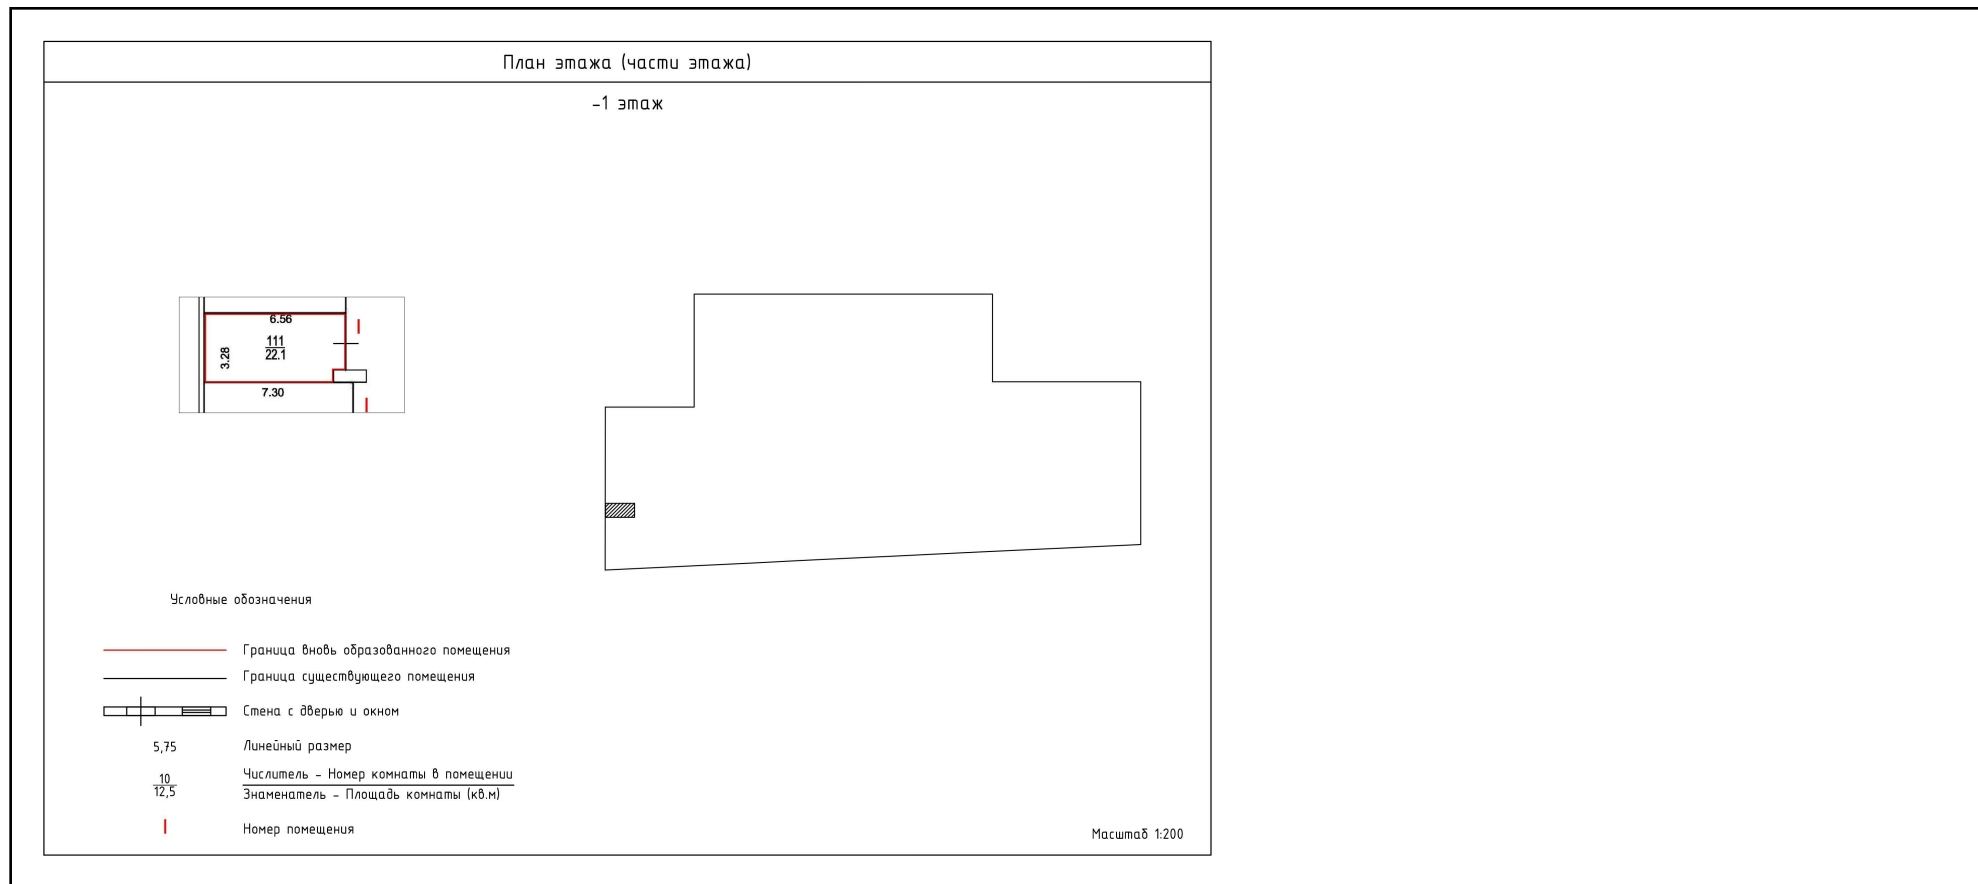 План этажа (части этажа)
-1 этаж
6.56
I
111
22.1
3.28
7.30
I
Условные обозначения
Граница вновь образованного помещения
Граница существующего помещения
Стена с дверью и окном
5,75 Линейный размер
10
12,5
Числитель - Номер комнаты в помещении
Знаменатель - Площадь комнаты (кв.м)
I Номер помещения
Масштаб 1:200